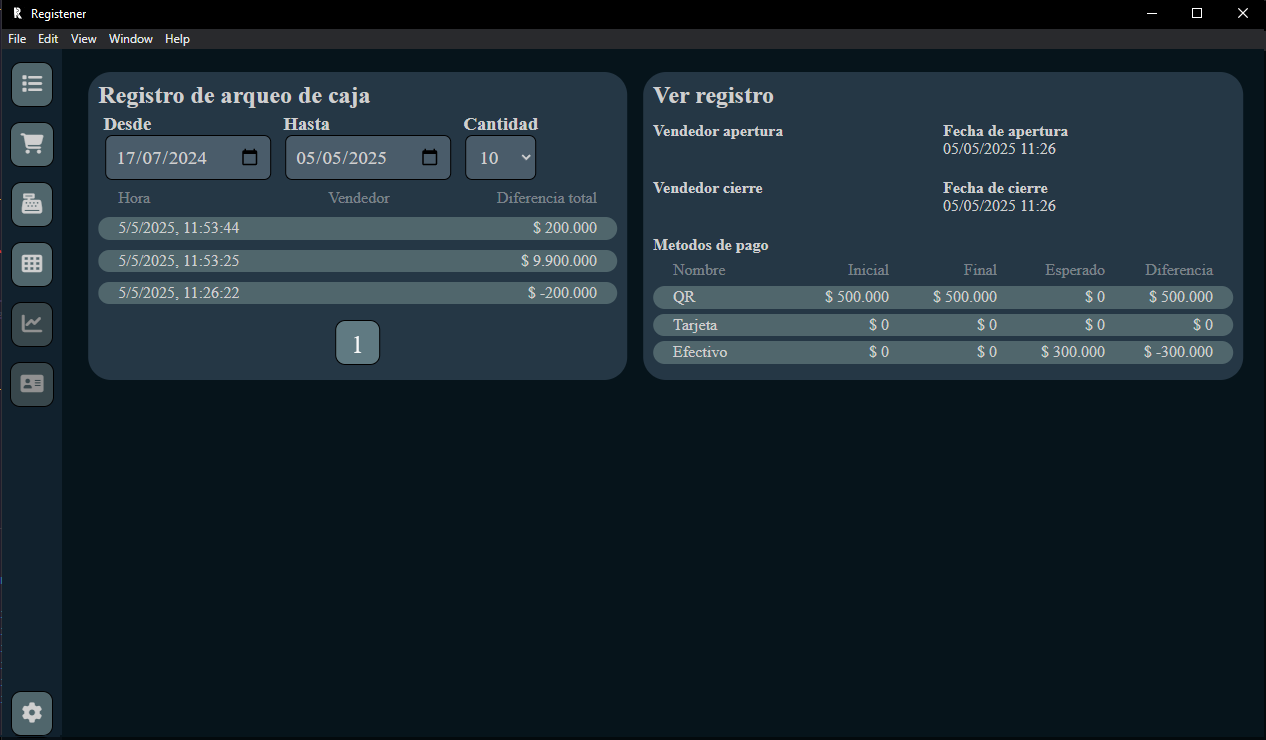 Registener
File Edit View Window Help
Registro de arqueo de caja
Desde Hasta Cantidad
17/07/2024 05/05/2025 10
Hora Vendedor Diferencia total
5/5/2025, 11:53:44 $ 200.000
5/5/2025, 11:53:25 $ 9.900.000
5/5/2025, 11:26:22 $ -200.000
1
Ver registro
Vendedor apertura Fecha de apertura
05/05/2025 11:26
Vendedor cierre Fecha de cierre
05/05/2025 11:26
Metodos de pago
Nombre Inicial Final Esperado Diferencia
QR $ 500.000 $ 500.000 $ 0 $ 500.000
Tarjeta $ 0 $ 0 $ 0 $ 0
Efectivo $ 0 $ 0 $ 300.000 $ -300.000